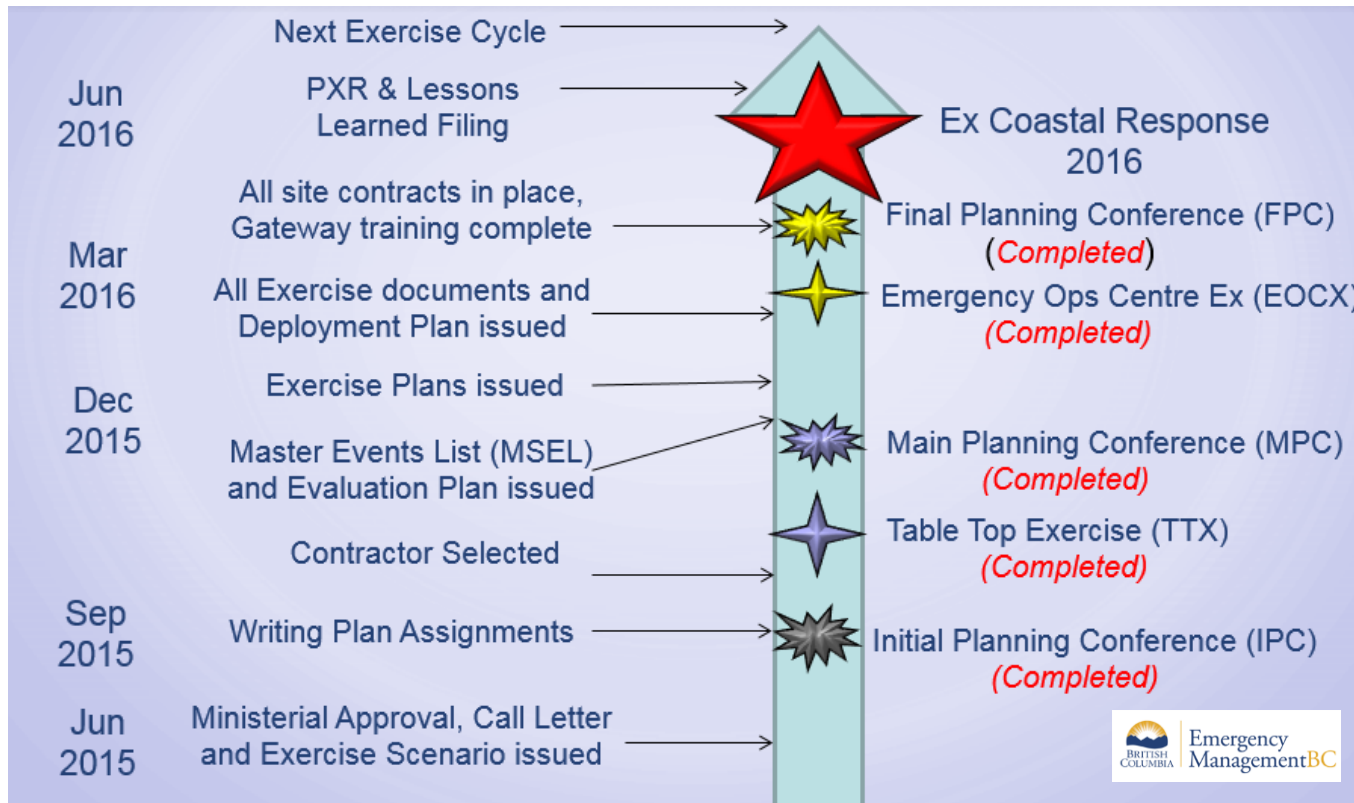 Next Exercise Cycle
Jun
2016
PXR & Lessons
Learned Filing
Ex Coastal Response
2016
All site contracts in place,
Gateway training complete
Final Planning Conference (FPC)
(Completed)
Mar
2016
All Exercise documents and
Deployment Plan issued
Emergency Ops Centre Ex (EOCX)
(Completed)
Exercise Plans issued
Dec
2015
Master Events List (MSEL)
and Evaluation Plan issued
Main Planning Conference (MPC)
(Completed)
Contractor Selected
Table Top Exercise (TTX)
(Completed)
Sep
2015
Writing Plan Assignments
Initial Planning Conference (IPC)
(Completed)
Jun
2015
Ministerial Approval, Call Letter
and Exercise Scenario issued
BRITISH
COLUMBIA
Emergency
ManagementBC